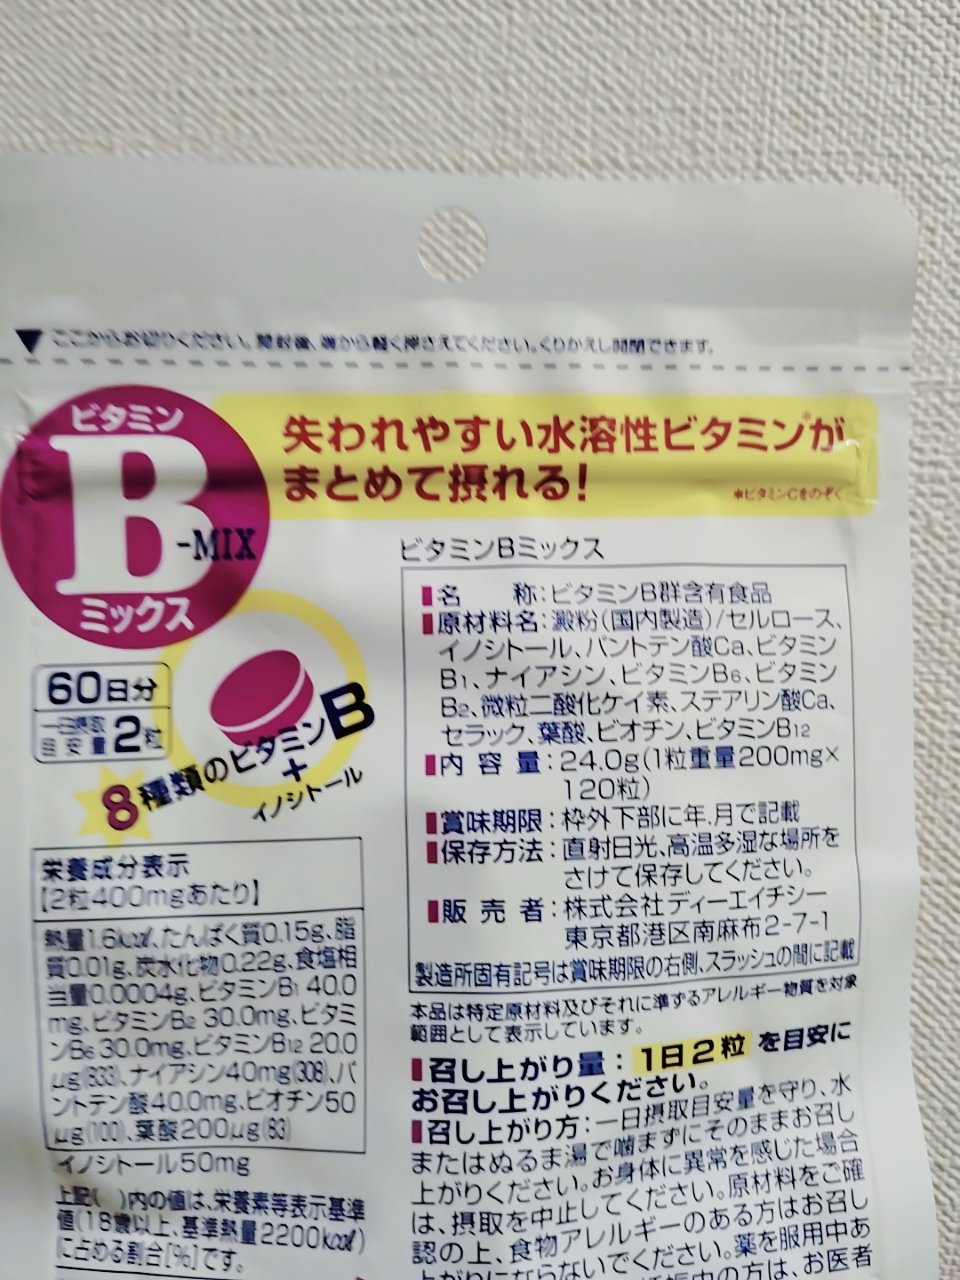 ▼ここからお切りください。開封後、端から軽く押さえてください。くりかえし開閉できます。
ビタミン
B
-MIX
ミックス
失われやすい水溶性ビタミン※が
まとめて摂れる!
※ビタミンCをのぞく
60日分
一日摂取
目安量 2粒
8種類のビタミンB
+
イノシトール
栄養成分表示
【2粒400mgあたり】
熱量1.6kcal、たんぱく質0.15g、脂
質0.01g、炭水化物0.22g、食塩相
当量0.0004g、ビタミンB1 40.0
mg、ビタミンB2 30.0mg、ビタミ
ンB6 30.0mg、ビタミンB12 20.0
μg(833)、ナイアシン40mg(308)、パ
ントテン酸40.0mg、ビオチン50
μg(100)、葉酸200μg(83)
イノシトール50mg
上記( )内の値は、栄養素等表示基準
値(18歳以上、基準熱量2200kcal)
に占める割合[%]です。
ビタミンBミックス
■名称:ビタミンB群含有食品
■原材料名:澱粉(国内製造)/セルロース、
イノシトール、パントテン酸Ca、ビタミン
B1、ナイアシン、ビタミンB6、ビタミン
B2、微粒二酸化ケイ素、ステアリン酸Ca、
セラック、葉酸、ビオチン、ビタミンB12
■内容量:24.0g(1粒重量200mg×
120粒)
■賞味期限:枠外下部に年.月で記載
■保存方法:直射日光、高温多湿な場所を
さけて保存してください。
■販売者:株式会社ディーエイチシー
東京都港区南麻布2-7-1
製造所固有記号は賞味期限の右側、スラッシュの間に記載
本品は特定原材料及びそれに準ずるアレルギー物質を対象
範囲として表示しています。
■召し上がり量:1日2粒を目安に
お召し上がりください。
■召し上がり方:一日摂取目安量を守り、水
またはぬるま湯で噛まずにそのままお召し
上がりください。お身体に異常を感じた場合
は、摂取を中止してください。原材料をご確
認の上、食物アレルギーのある方はお召し
上がりにならないでください。薬を服用中あ
妊娠中の方は、お医者